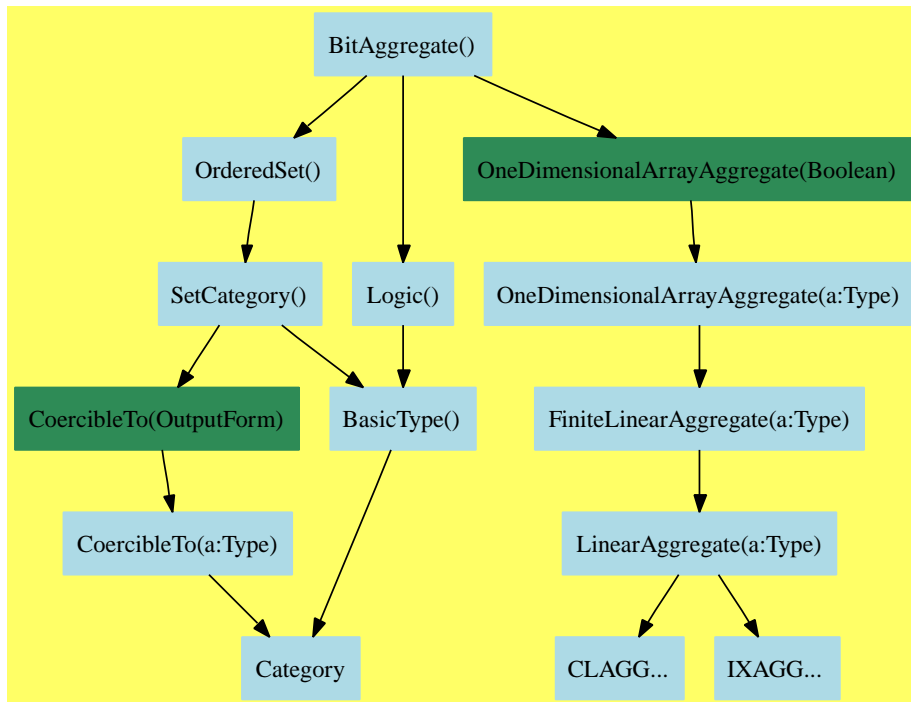 BitAggregate()
OrderedSet()
OneDimensionalArrayAggregate(Boolean)
SetCategory()
Logic()
OneDimensionalArrayAggregate(a:Type)
CoercibleTo(OutputForm)
BasicType()
FiniteLinearAggregate(a:Type)
CoercibleTo(a:Type)
LinearAggregate(a:Type)
Category
CLAGG...
IXAGG...